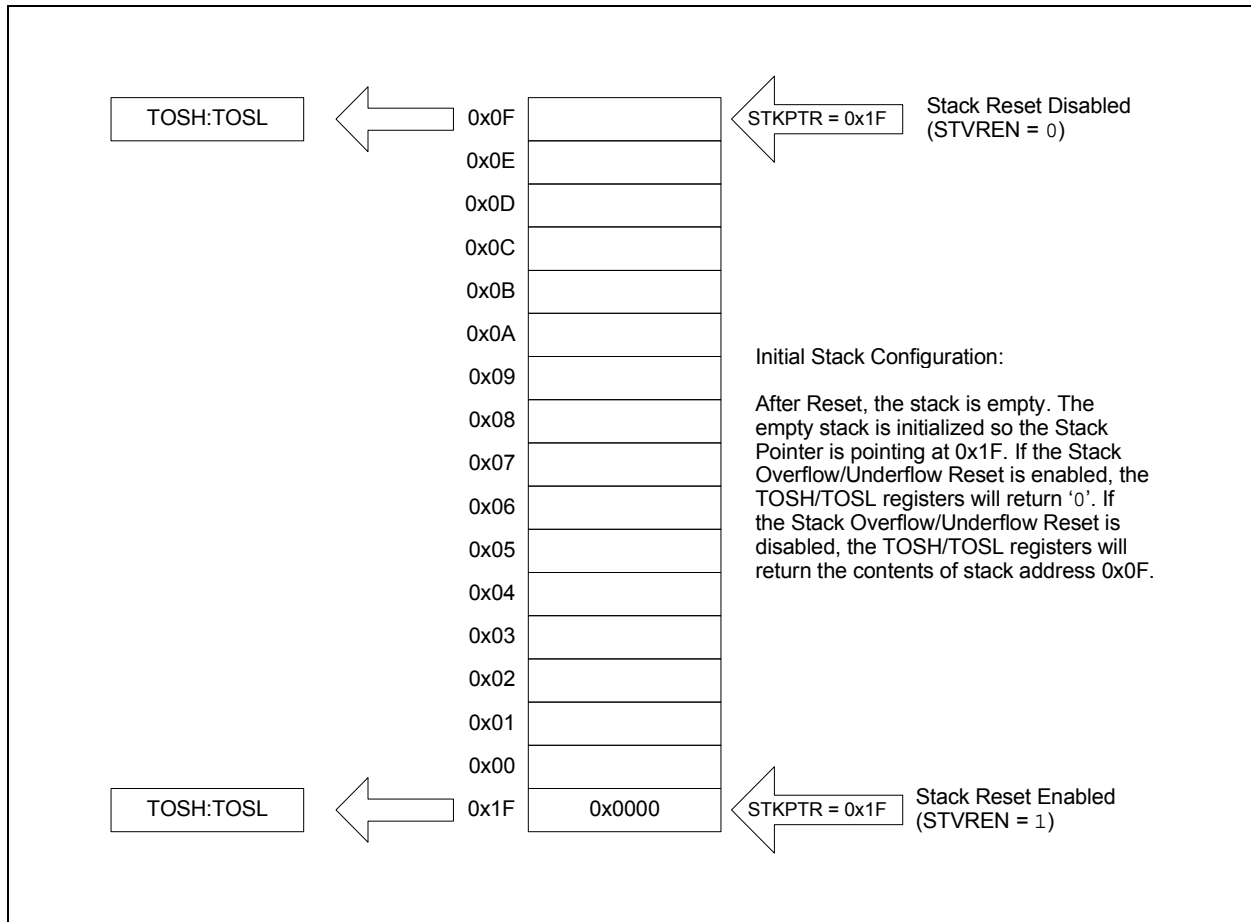 TOSH:TOSL
0x0F
STKPTR = 0x1F
Stack Reset Disabled
(STVREN = 0)
0x0E
0x0D
0x0C
0x0B
0x0A
0x09
0x08
0x07
0x06
0x05
0x04
0x03
0x02
0x01
0x00
Initial Stack Configuration:
After Reset, the stack is empty. The
empty stack is initialized so the Stack
Pointer is pointing at 0x1F. If the Stack
Overflow/Underflow Reset is enabled, the
TOSH/TOSL registers will return ‘0’. If
the Stack Overflow/Underflow Reset is
disabled, the TOSH/TOSL registers will
return the contents of stack address 0x0F.
TOSH:TOSL
0x1F
0x0000
STKPTR = 0x1F
Stack Reset Enabled
(STVREN = 1)